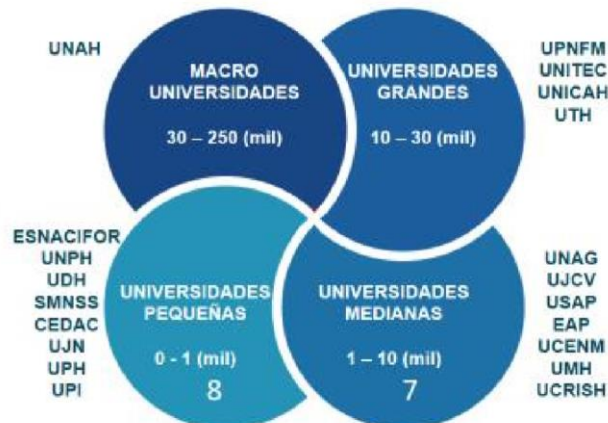 UNAH
MACRO
UNIVERSIDADES
30 – 250 (mil)
UNIVERSIDADES
GRANDES
10 – 30 (mil)
UPNFM
UNITEC
UNICAH
UTH
ESNACIFOR
UNPH
UDH
SMNSS
CEDAC
UJN
UPH
UPI
UNIVERSIDADES
PEQUEÑAS
0 - 1 (mil)
8
UNIVERSIDADES
MEDIANAS
1 – 10 (mil)
7
UNAG
UJCV
USAP
EAP
UCENM
UMH
UCRISH